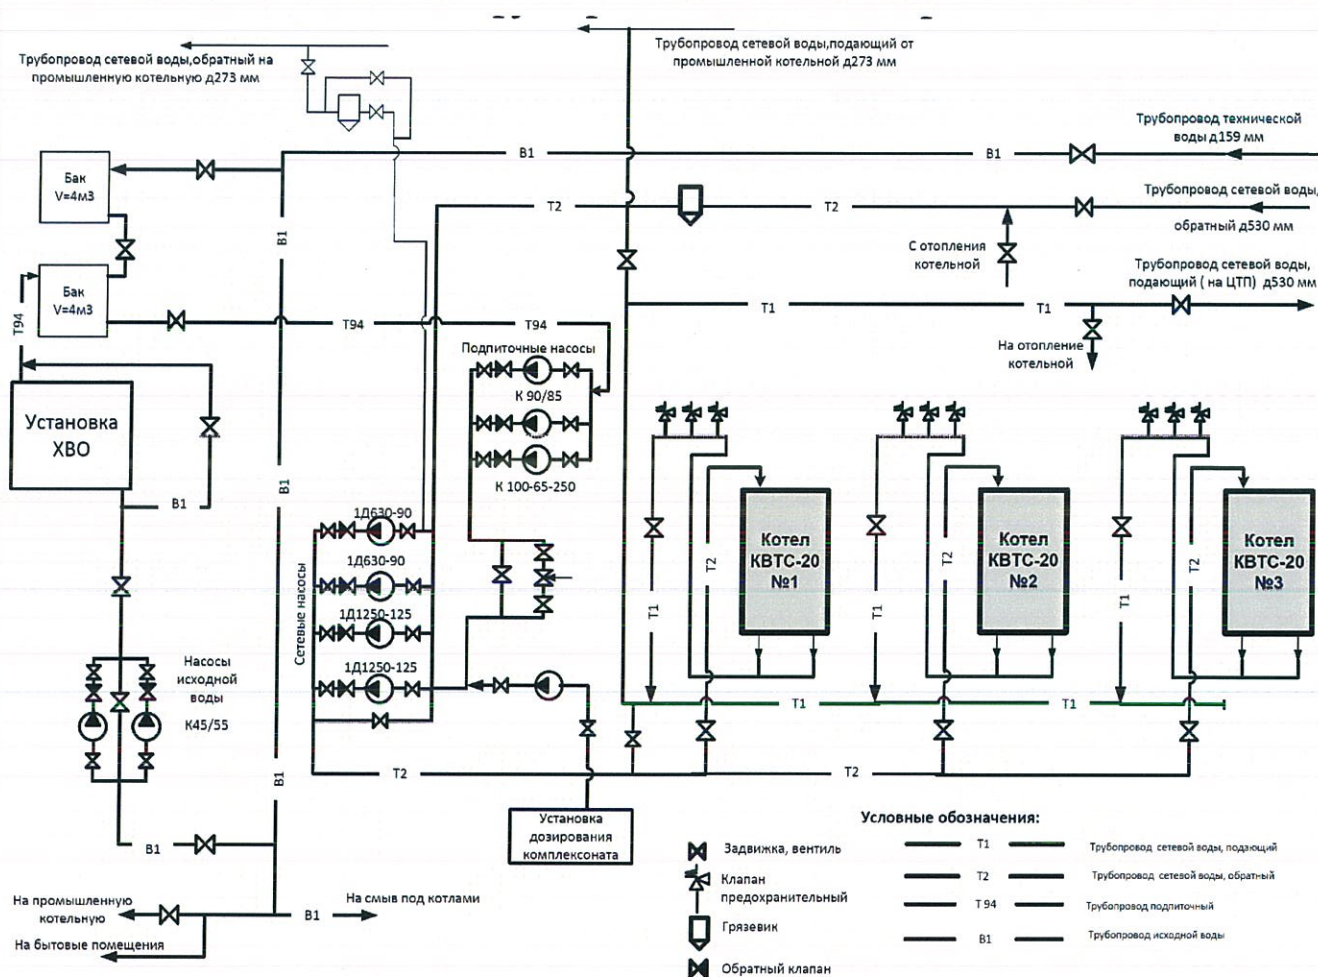 Трубопровод сетевой воды,обратный на
промышленную котельную д273 мм
Трубопровод сетевой воды,подающий от
промышленной котельной д273 мм
Трубопровод технической
воды д159 мм
В1
В1
Бак
V=4м3
Трубопровод сетевой воды,
обратный д530 мм
Т2
Т2
В1
С отопления
котельной
Трубопровод сетевой воды,
подающий ( на ЦТП) д530 мм
Бак
V=4м3
Т1
Т1
Т94
Т94
Т94
На отопление
котельной
Подпиточные насосы
К 90/85
К 100-65-250
Установка
ХВО
В1
В1
1Д630-90
1Д630-90
1Д1250-125
1Д1250-125
Сетевые насосы
Котел
КВТС-20
№1
Котел
КВТС-20
№2
Котел
КВТС-20
№3
Т2
Т2
Т2
Т1
Т1
Т1
Насосы
исходной
воды
К45/55
Т1
Т1
В1
Т2
Т2
Установка
дозирования
комплексоната
В1
На промышленную
котельную
В1
На смыв под котлами
На бытовые помещения
Условные обозначения:
Задвижка, вентиль
Клапан
предохранительный
Грязевик
Обратный клапан
Т1
Трубопровод сетевой воды, подающий
Т2
Трубопровод сетевой воды, обратный
Т 94
Трубопровод подпиточный
В1
Трубопровод исходной воды